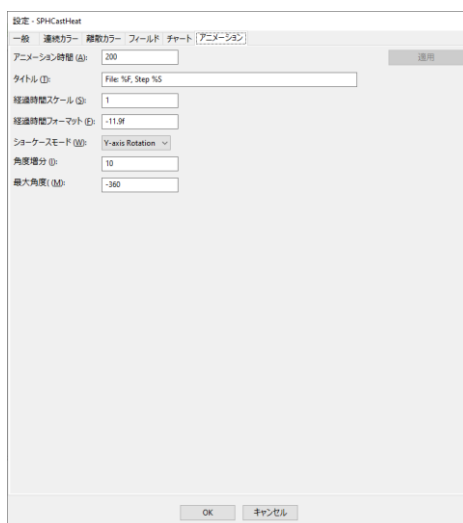 設定 - SPHCastHeat
一般 連続カラー 離散カラー フィールド チャート アニメーション
アニメーション時間 (A): 200 適用
タイトル (T): File: %F, Step %S
経過時間スケール (S): 1
経過時間フォーマット (F): -11.9f
ショーケースモード (W): Y-axis Rotation
角度増分 (I): 10
最大角度( (M): -360
OK キャンセル